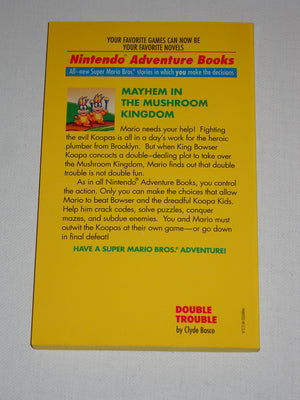 YOUR FAVORITE GAMES CAN NOW BE
YOUR FAVORITE NOVELS
Nintendo® Adventure Books
All-new Super Mario Bros.® stories in which you make the decisions
MAYHEM IN
THE MUSHROOM
KINGDOM
Mario needs your help! Fighting
the evil Koopas is all in a day's work for the heroic
plumber from Brooklyn. But when King Bowser
Koopa concocts a double-dealing plot to take over
the Mushroom Kingdom, Mario finds out that double
trouble is not double fun.
As in all Nintendo® Adventure Books, you control
the action. Only you can make the choices that allow
Mario to beat Bowser and the dreadful Koopa Kids.
Help him crack codes, solve puzzles, conquer
mazes, and subdue enemies. You and Mario must
outwit the Koopas at their own game—or go down
in final defeat!
HAVE A SUPER MARIO BROS.® ADVENTURE!
DOUBLE
TROUBLE
by Clyde Bosco
PRINTED IN U.S.A.